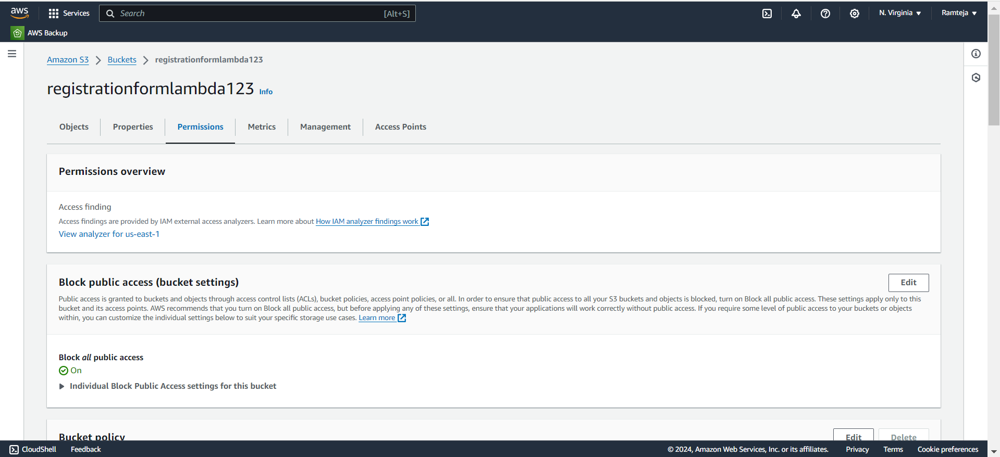 aws
Services
Search [Alt+S]
N. Virginia
Ramteja
AWS Backup
Amazon S3 Buckets registrationformlambda123
registrationformlambda123 Info
Objects Properties Permissions Metrics Management Access Points
Permissions overview
Access finding
Access findings are provided by IAM external access analyzers. Learn more about How IAM analyzer findings work
View analyzer for us-east-1
Block public access (bucket settings)
Edit
Public access is granted to buckets and objects through access control lists (ACLs), bucket policies, access point policies, or all. In order to ensure that public access to all your S3 buckets and objects is blocked, turn on Block all public access. These settings apply only to this
bucket and its access points. AWS recommends that you turn on Block all public access, but before applying any of these settings, ensure that your applications will work correctly without public access. If you require some level of public access to your buckets or objects
within, you can customize the individual settings below to suit your specific storage use cases. Learn more
Block all public access
On
Individual Block Public Access settings for this bucket
Bucket policy
Edit Delete
CloudShell Feedback © 2024, Amazon Web Services, Inc. or its affiliates. Privacy Terms Cookie preferences